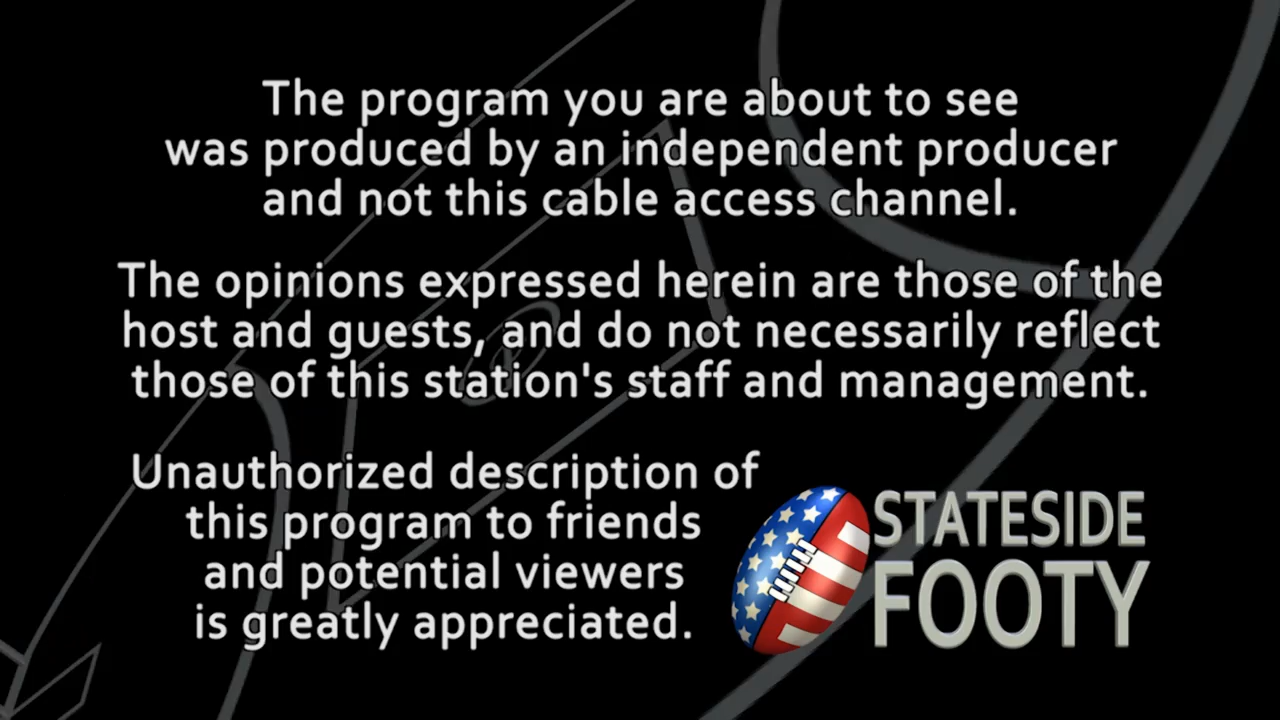 The program you are about to see
was produced by an independent producer
and not this cable access channel.
The opinions expressed herein are those of the
host and guests, and do not necessarily reflect
those of this station's staff and management.
Unauthorized description of
this program to friends
and potential viewers
is greatly appreciated.
STATESIDE
FOOTY